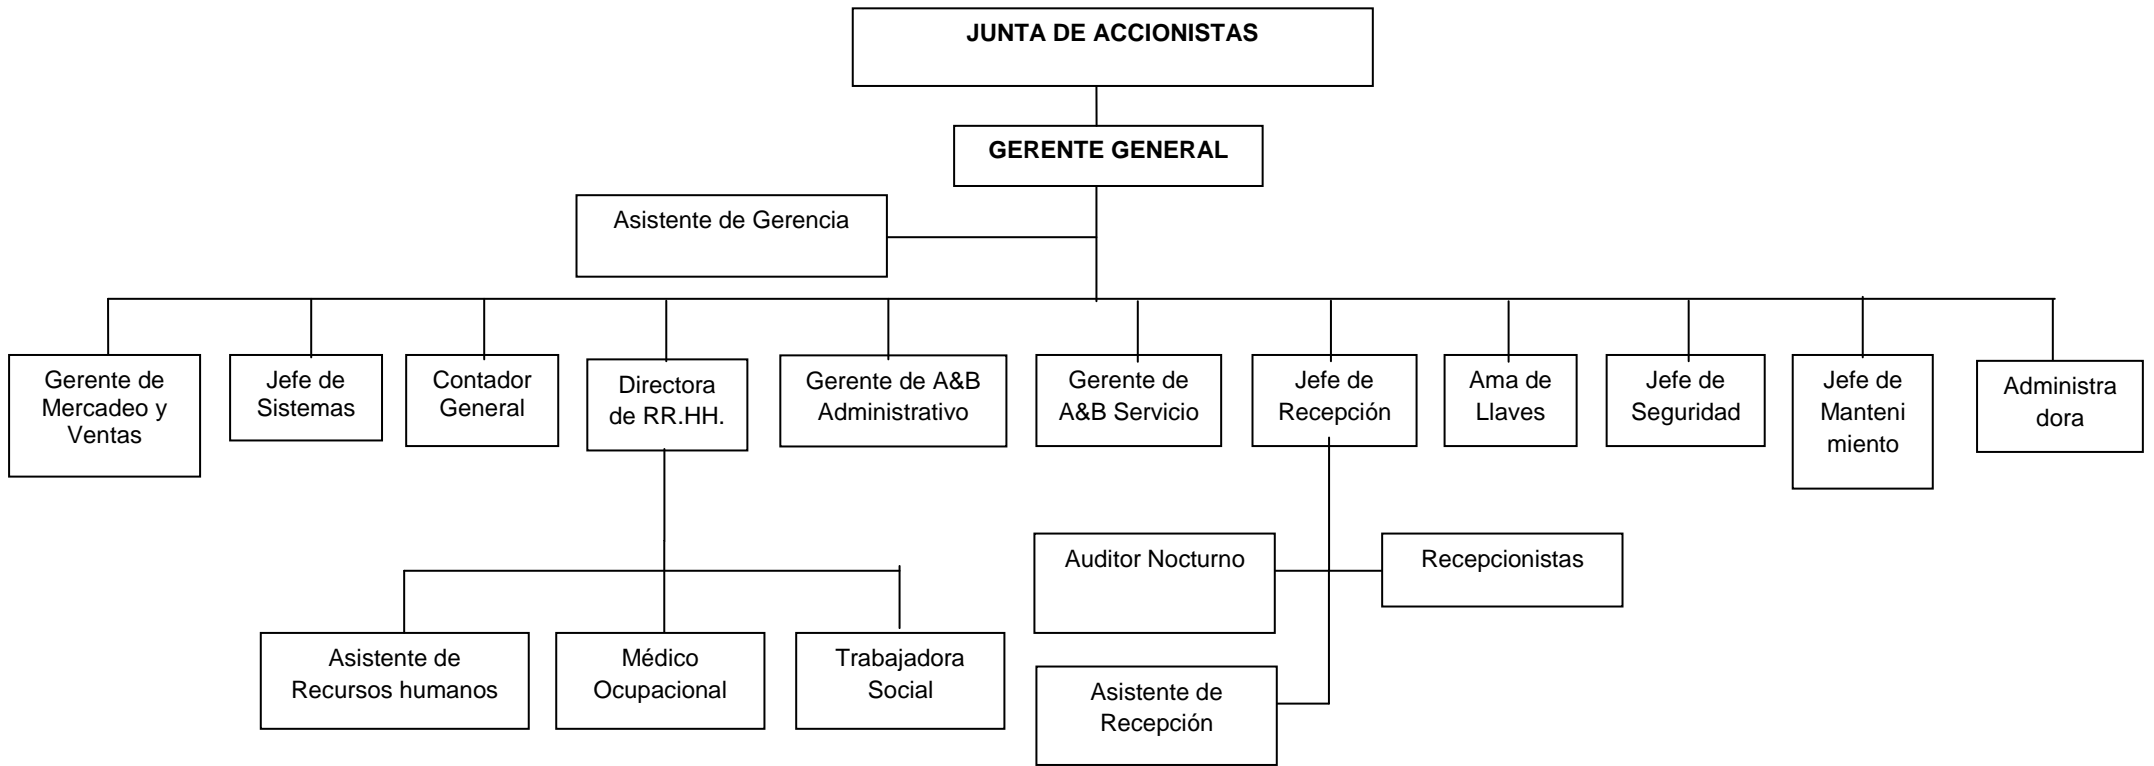 JUNTA DE ACCIONISTAS
GERENTE GENERAL
Asistente de Gerencia
Gerente de
Mercadeo y
Ventas
Jefe de
Sistemas
Contador
General
Directora
de RR.HH.
Gerente de A&B
Administrativo
Gerente de
A&B Servicio
Jefe de
Recepción
Ama de
Llaves
Jefe de
Seguridad
Jefe de
Manteni
miento
Administra
dora
Auditor Nocturno
Recepcionistas
Asistente de
Recursos humanos
Médico
Ocupacional
Trabajadora
Social
Asistente de
Recepción